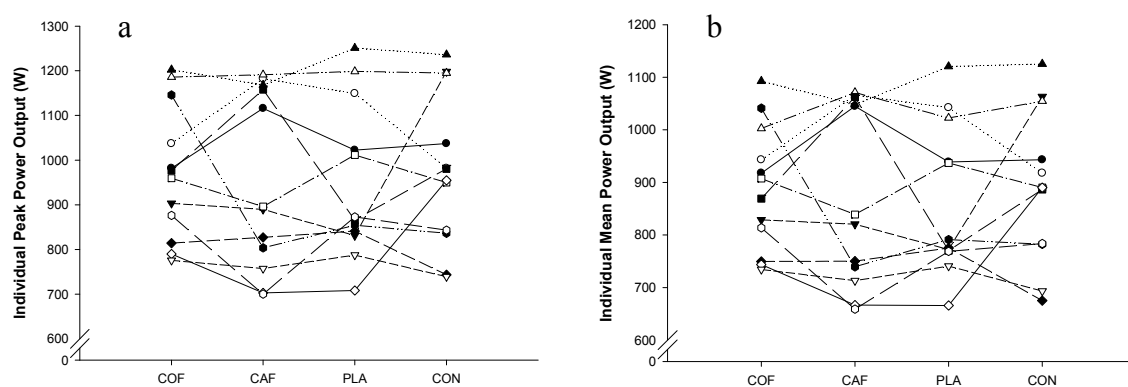 a
Individual Peak Power Output (W)
1300
1200
1100
1000
900
800
700
600
0
COF CAF PLA CON
b
Individual Mean Power Output (W)
1200
1100
1000
900
800
700
600
0
COF CAF PLA CON